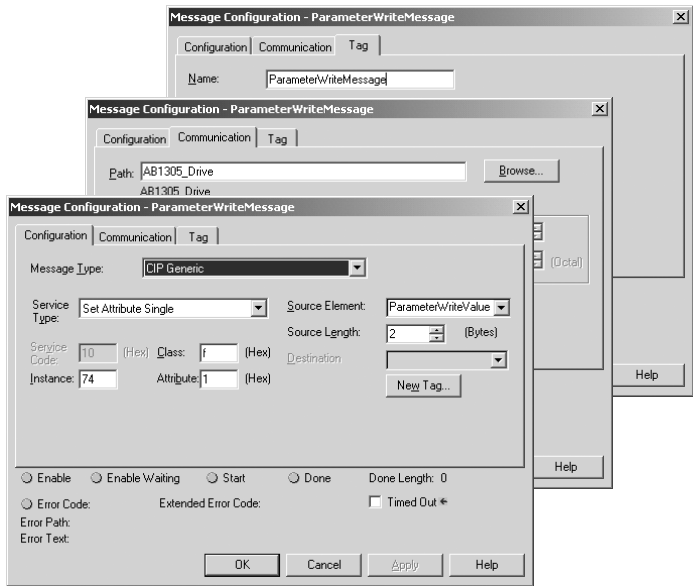 Message Configuration - ParameterWriteMessage
Configuration Communication Tag
Name: ParameterWriteMessage
Message Configuration - ParameterWriteMessage
Configuration Communication Tag
Path: AB1305_Drive Browse...
AB1305_Drive
(Octal)
Help
Help
Message Configuration - ParameterWriteMessage
Configuration Communication Tag
Message Type: CIP Generic
Service Type: Set Attribute Single
Source Element: ParameterWriteValue
Source Length: 2 (Bytes)
Service Code: 10 (Hex) Class: f (Hex)
Destination
Instance: 74 Attribute: 1 (Hex)
New Tag...
Enable Enable Waiting Start Done Done Length: 0
Error Code: Extended Error Code: Timed Out
Error Path:
Error Text:
OK Cancel Apply Help